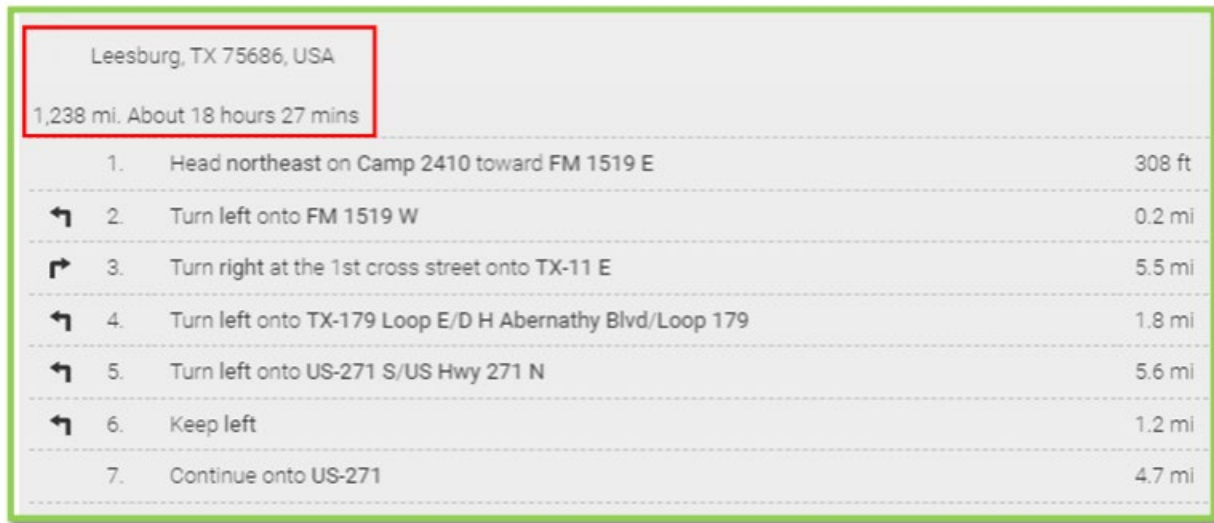 Leesburg, TX 75686, USA
1,238 mi. About 18 hours 27 mins
1. Head northeast on Camp 2410 toward FM 1519 E 308 ft
2. Turn left onto FM 1519 W 0.2 mi
3. Turn right at the 1st cross street onto TX-11 E 5.5 mi
4. Turn left onto TX-179 Loop E/D H Abernathy Blvd/Loop 179 1.8 mi
5. Turn left onto US-271 S/US Hwy 271 N 5.6 mi
6. Keep left 1.2 mi
7. Continue onto US-271 4.7 mi